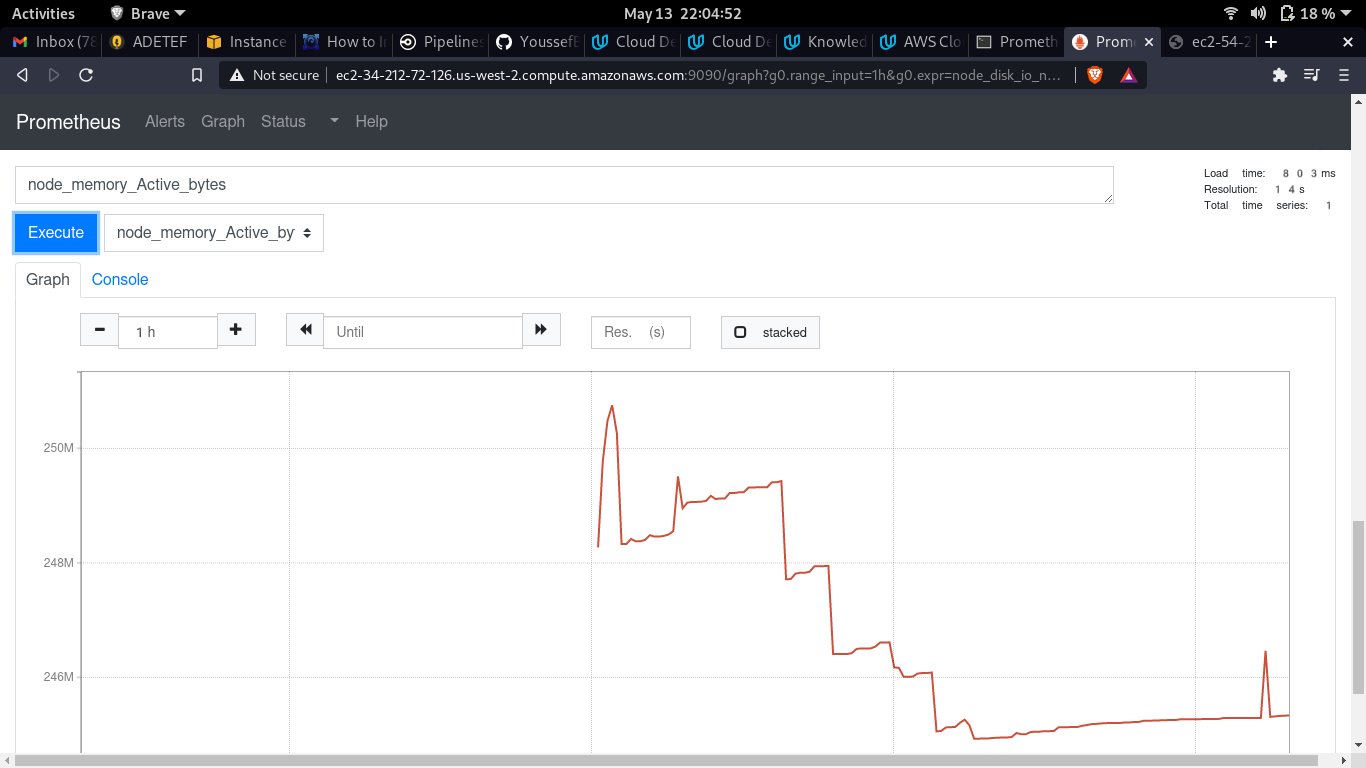 Activities Brave May 13 22:04:52 18 %
Inbox (78 ADETEF Instance How to In Pipelines YoussefE Cloud De Cloud De Knowled AWS Clo Prometh Prom ec2-54-2
Not secure ec2-34-212-72-126.us-west-2.compute.amazonaws.com:9090/graph?g0.range_input=1h&g0.expr=node_disk_io_n...
Prometheus Alerts Graph Status Help
node_memory_Active_bytes
Load time: 803ms
Resolution: 14s
Total time series: 1
Execute node_memory_Active_by
Graph Console
1 h Until Res. (s) stacked
250M
248M
246M